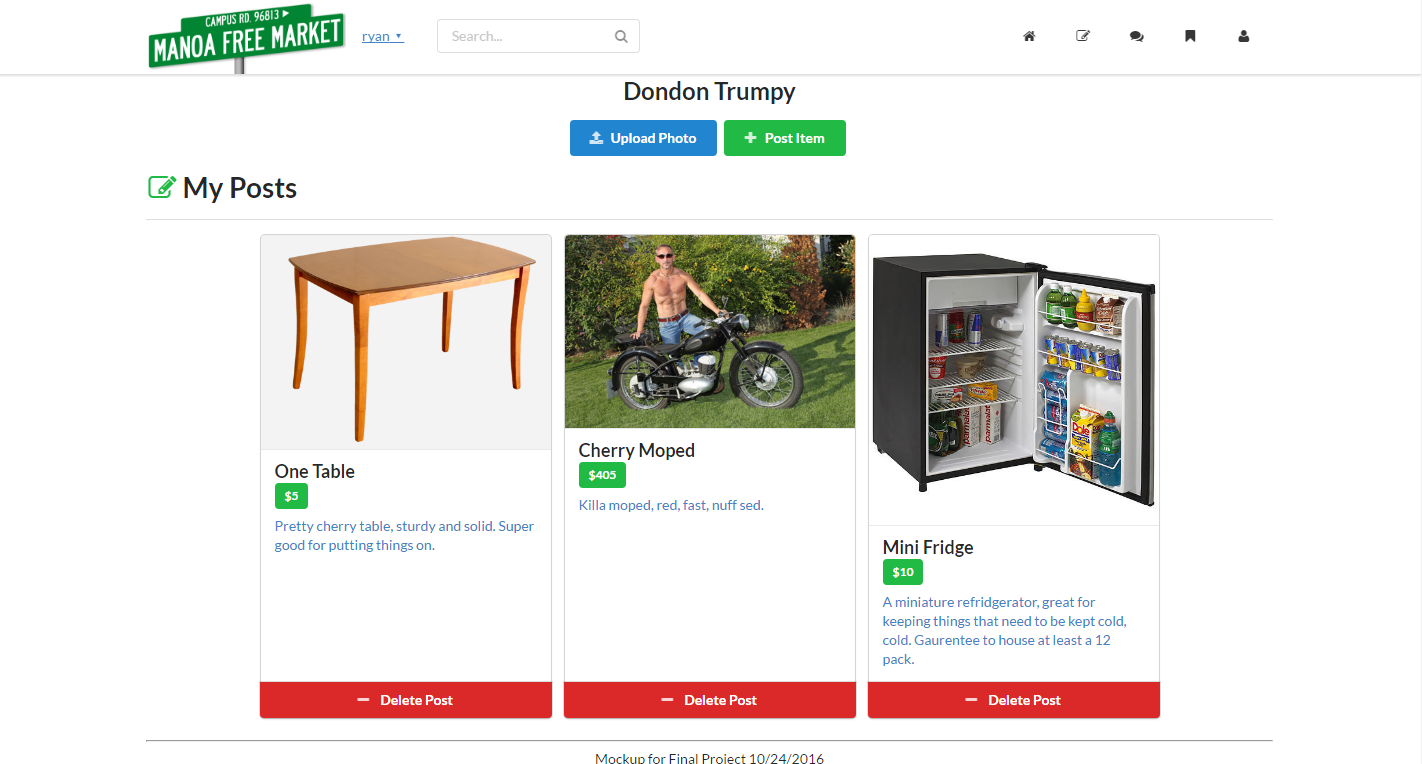 CAMPUS RD. 96813
MANOA FREE MARKET
ryan
Search...
Dondon Trumpy
Upload Photo
Post Item
My Posts
One Table
$5
Pretty cherry table, sturdy and solid. Super
good for putting things on.
Delete Post
Cherry Moped
$405
Killa moped, red, fast, nuff sed.
Delete Post
parmalat
parmalat
Dole
Mini Fridge
$10
A miniature refridgerator, great for
keeping things that need to be kept cold,
cold. Gaurentee to house at least a 12
pack.
Delete Post
Mockup for Final Project 10/24/2016